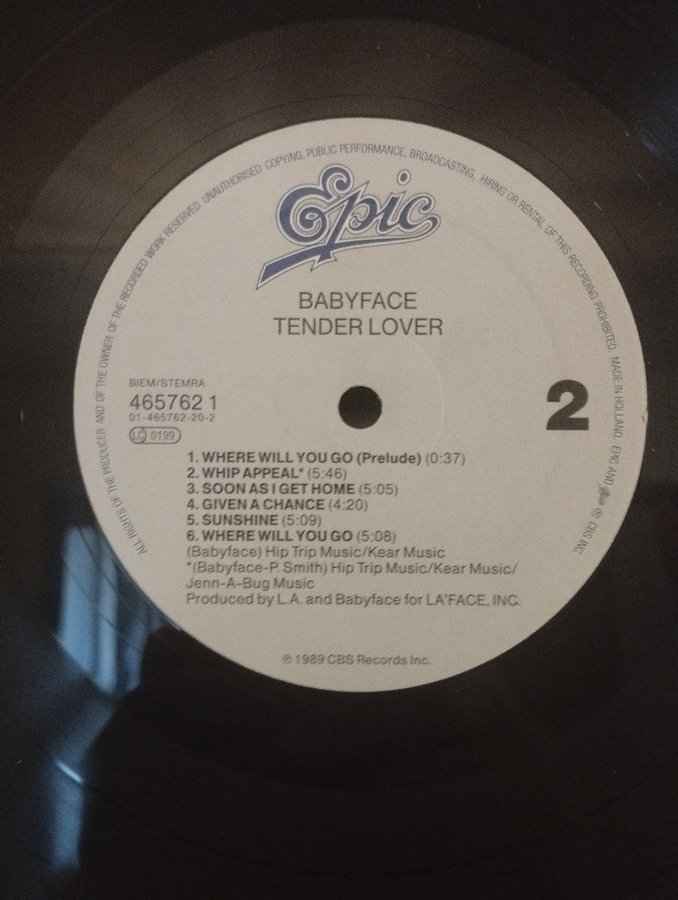 ALL RIGHTS OF THE PRODUCER AND OF THE OWNER OF THE RECORDED WORK RESERVED. UNAUTHORISED COPYING, PUBLIC PERFORMANCE, BROADCASTING, HIRING OR RENTAL OF THIS RECORDING PROHIBITED. MADE IN HOLLAND. EPIC AND ℗ CBS INC.
Epic
BABYFACE
TENDER LOVER
BIEM/STEMRA
465762 1
01-465762-20-2
LC 0199
2
1. WHERE WILL YOU GO (Prelude) (0:37)
2. WHIP APPEAL* (5:46)
3. SOON AS I GET HOME (5:05)
4. GIVEN A CHANCE (4:20)
5. SUNSHINE (5:09)
6. WHERE WILL YOU GO (5:08)
(Babyface) Hip Trip Music/Kear Music
*(Babyface-P. Smith) Hip Trip Music/Kear Music/
Jenn-A-Bug Music
Produced by L.A. and Babyface for LA'FACE, INC.
℗ 1989 CBS Records Inc.